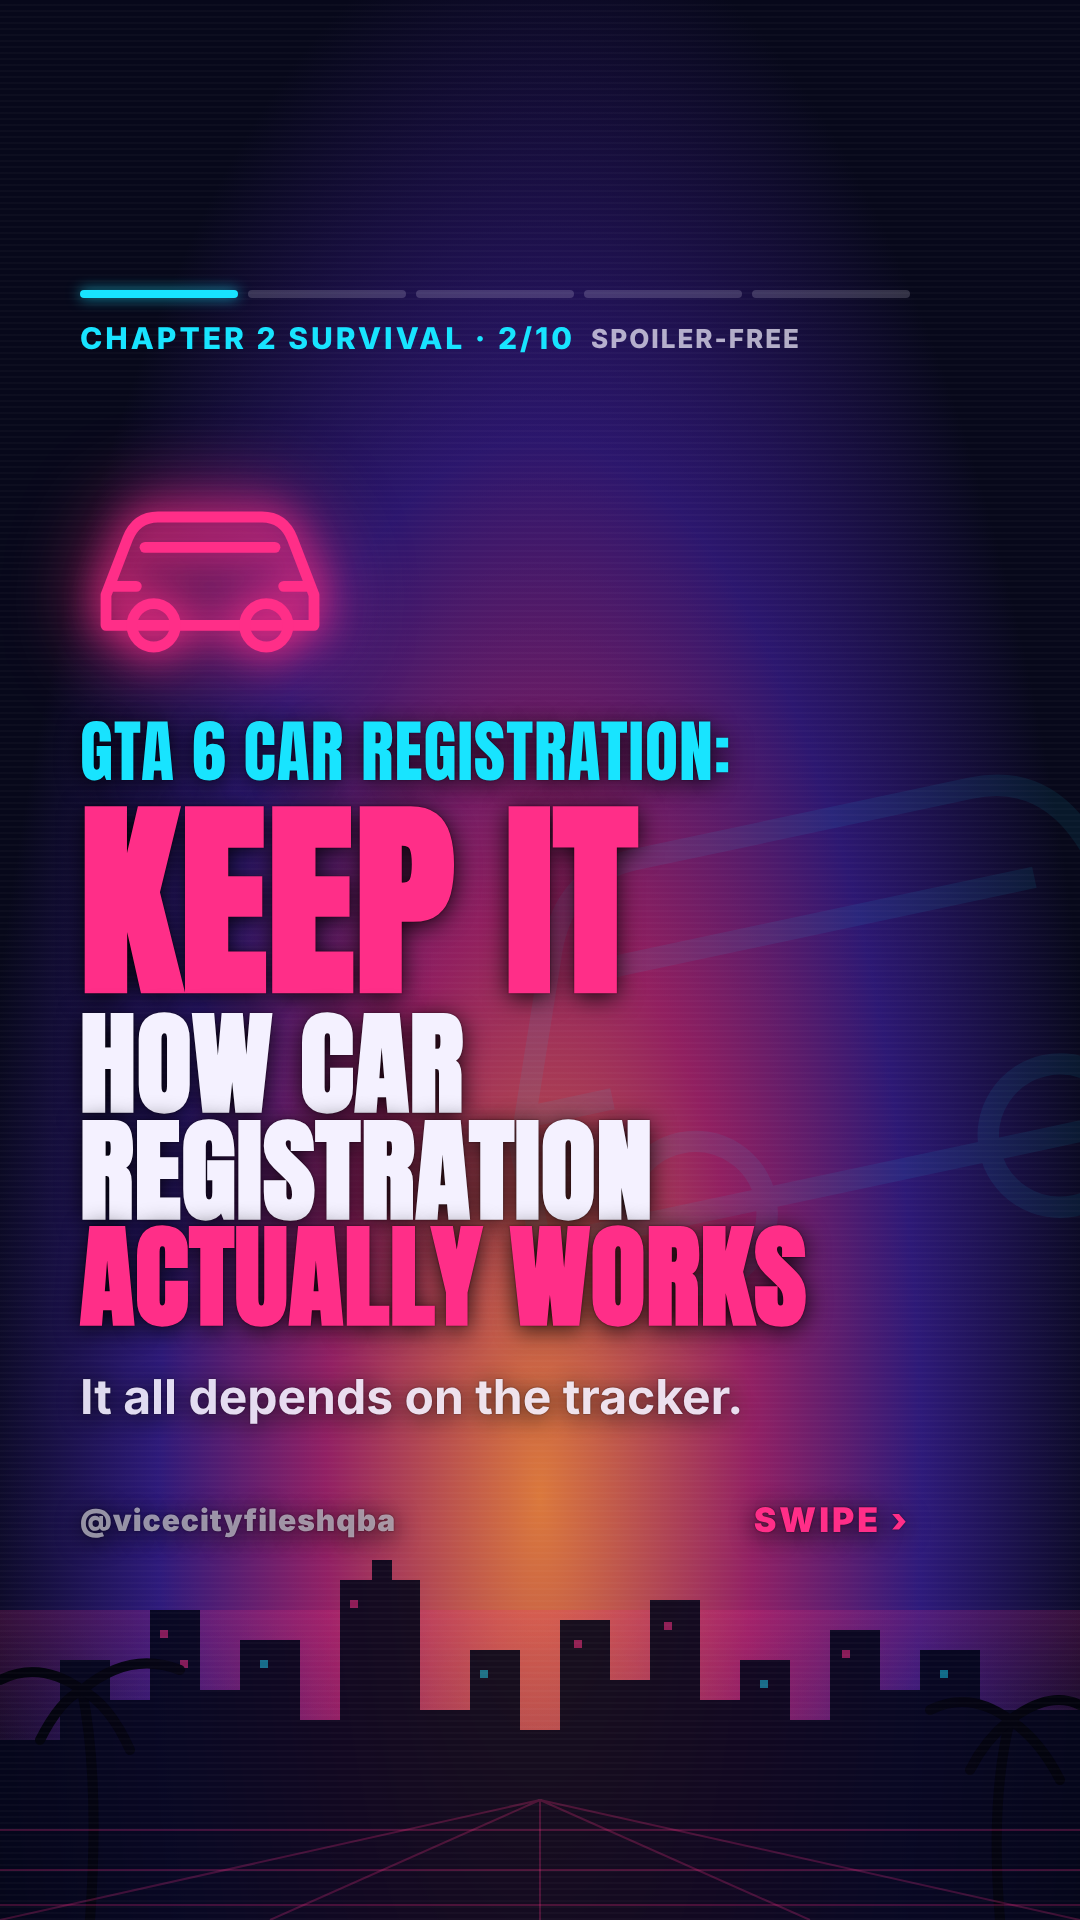 CHAPTER 2 SURVIVAL · 2/10 SPOILER-FREE
GTA 6 CAR REGISTRATION:
KEEP IT
HOW CAR
REGISTRATION
ACTUALLY WORKS
It all depends on the tracker.
@vicecityfileshqba
SWIPE ›